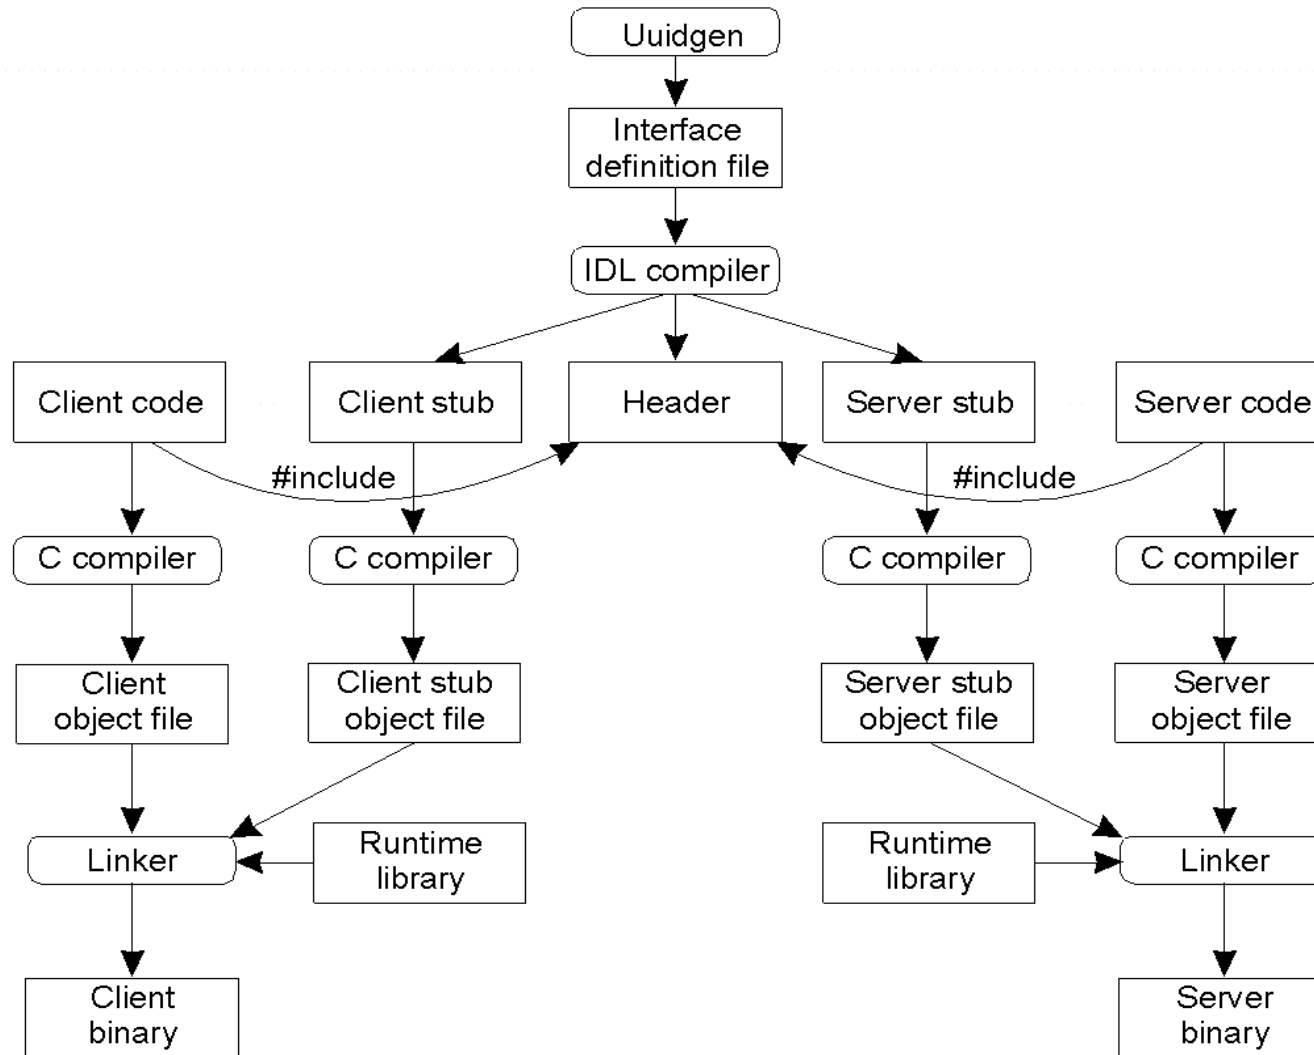 Uuidgen
Interface
definition file
IDL compiler
Client code
Client stub
Header
Server stub
Server code
#include
#include
C compiler
C compiler
C compiler
C compiler
Client
object file
Client stub
object file
Server stub
object file
Server
object file
Linker
Runtime
library
Runtime
library
Linker
Client
binary
Server
binary